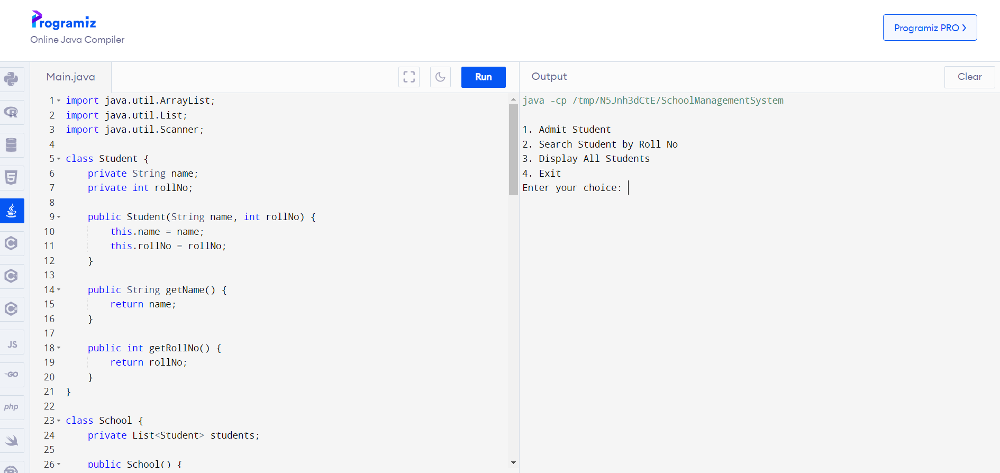 Programiz
Online Java Compiler
Programiz PRO
Main.java
Run
Output
Clear
1 import java.util.ArrayList;
2 import java.util.List;
3 import java.util.Scanner;
4
5 class Student {
6     private String name;
7     private int rollNo;
8
9     public Student(String name, int rollNo) {
10         this.name = name;
11         this.rollNo = rollNo;
12     }
13
14     public String getName() {
15         return name;
16     }
17
18     public int getRollNo() {
19         return rollNo;
20     }
21 }
22
23 class School {
24     private List<Student> students;
25
26     public School() {
java -cp /tmp/N5Jnh3dCtE/SchoolManagementSystem
1. Admit Student
2. Search Student by Roll No
3. Display All Students
4. Exit
Enter your choice:
R
5
C
C
C#
JS
GO
php